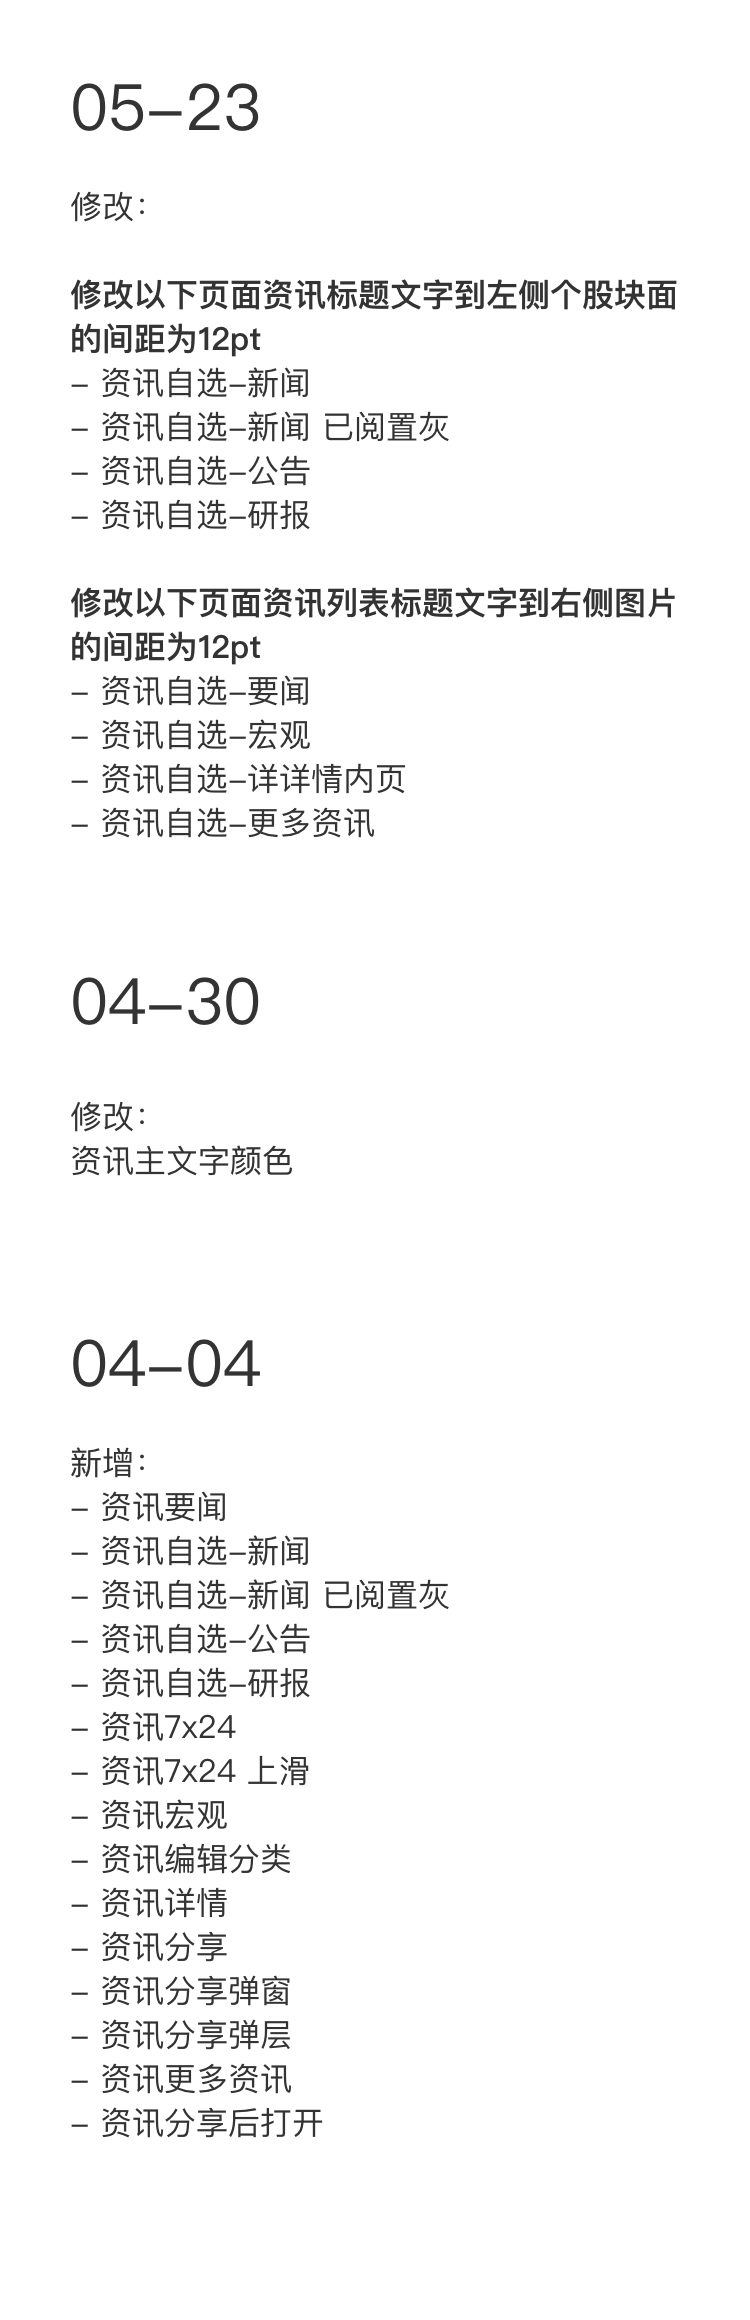 05-23
修改：
修改以下页面资讯标题文字到左侧个股块面
的间距为12pt
- 资讯自选-新闻
- 资讯自选-新闻 已阅置灰
- 资讯自选-公告
- 资讯自选-研报
修改以下页面资讯列表标题文字到右侧图片
的间距为12pt
- 资讯自选-要闻
- 资讯自选-宏观
- 资讯自选-详详情内页
- 资讯自选-更多资讯
04-30
修改：
资讯主文字颜色
04-04
新增：
- 资讯要闻
- 资讯自选-新闻
- 资讯自选-新闻 已阅置灰
- 资讯自选-公告
- 资讯自选-研报
- 资讯7x24
- 资讯7x24 上滑
- 资讯宏观
- 资讯编辑分类
- 资讯详情
- 资讯分享
- 资讯分享弹窗
- 资讯分享弹层
- 资讯更多资讯
- 资讯分享后打开